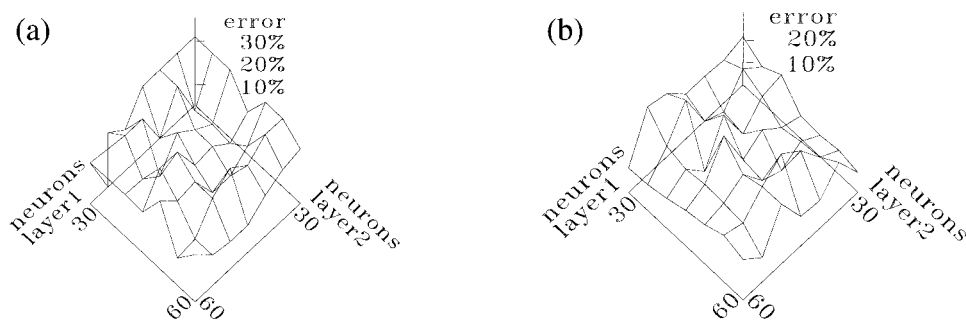 (a)
error
30%
20%
10%
neurons
layer1
30
neurons
layer2
30
60
60
(b)
error
20%
10%
neurons
layer1
30
neurons
layer2
30
60
60